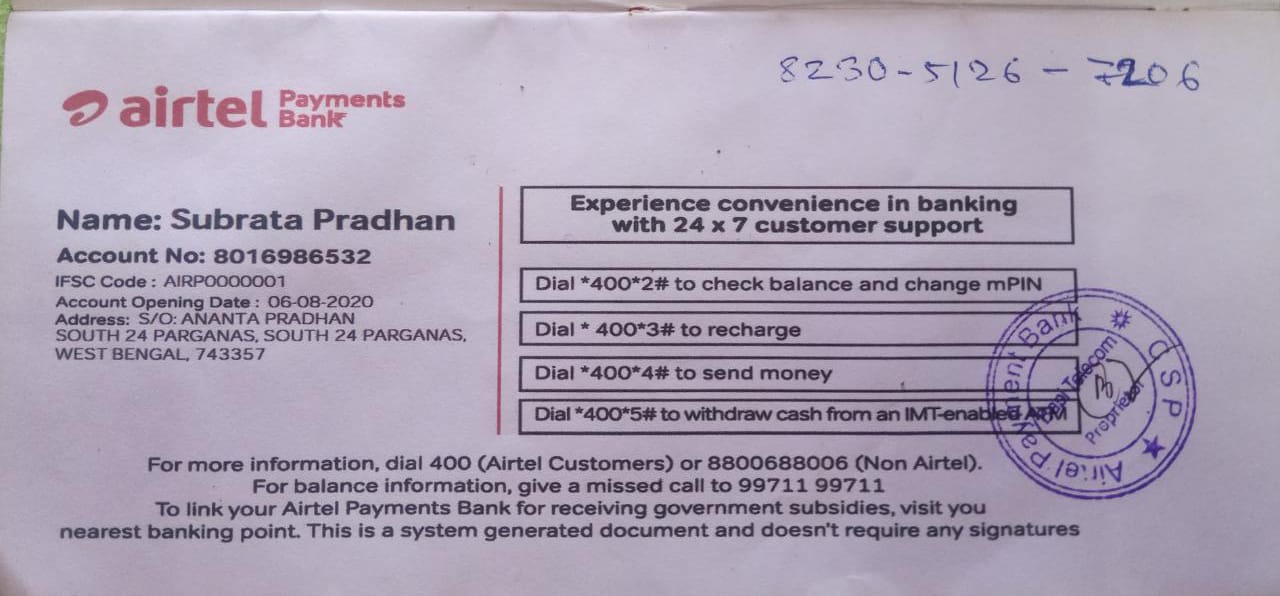 8230-5126-7206
airtel Payments
Bank
Name: Subrata Pradhan
Account No: 8016986532
IFSC Code : AIRP0000001
Account Opening Date : 06-08-2020
Address: S/O: ANANTA PRADHAN
SOUTH 24 PARGANAS, SOUTH 24 PARGANAS,
WEST BENGAL, 743357
Experience convenience in banking
with 24 x 7 customer support
Dial *400*2# to check balance and change mPIN
Dial * 400*3# to recharge
Dial *400*4# to send money
Dial *400*5# to withdraw cash from an IMT-enabled ATM
Airtel Payment Bank
CSP
Telecom
Proprietor
For more information, dial 400 (Airtel Customers) or 8800688006 (Non Airtel).
For balance information, give a missed call to 99711 99711
To link your Airtel Payments Bank for receiving government subsidies, visit you
nearest banking point. This is a system generated document and doesn't require any signatures